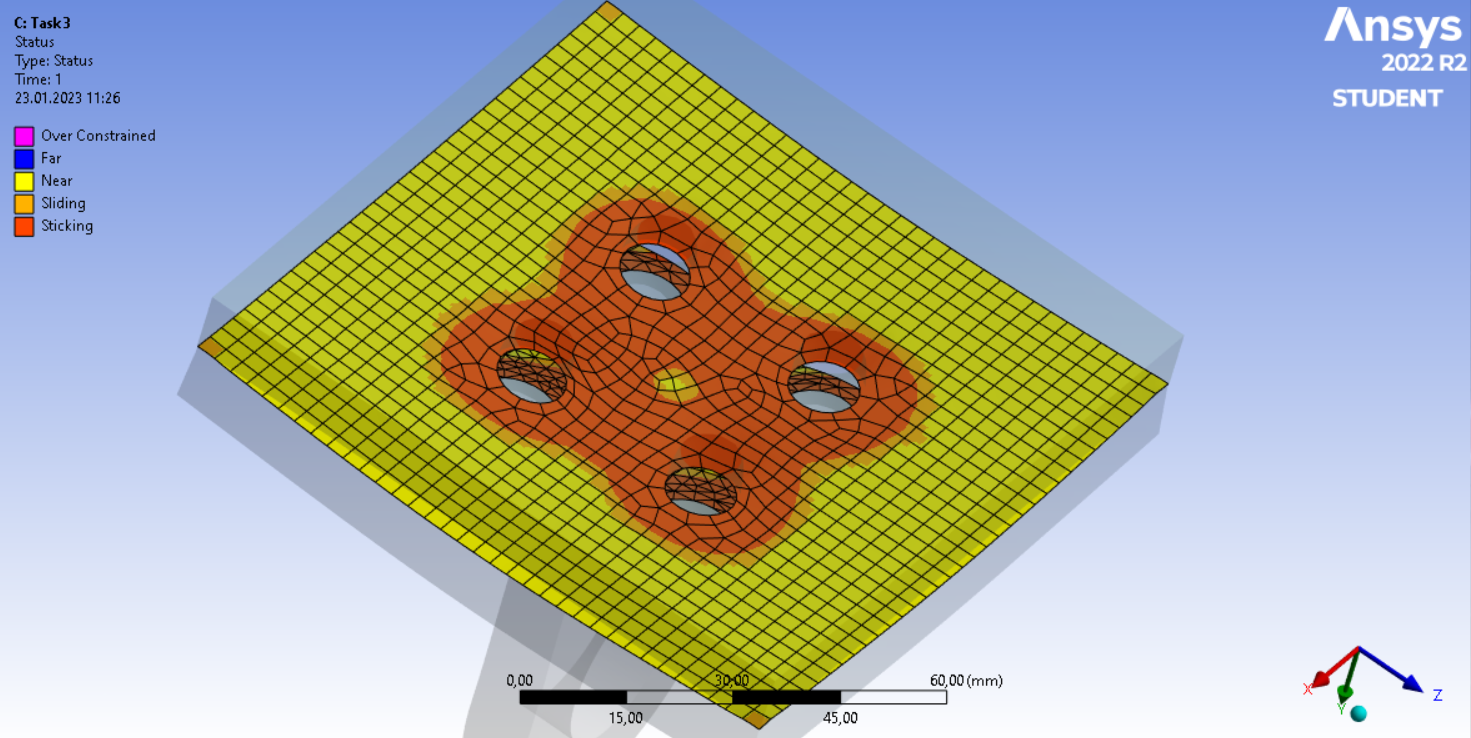 C: Task3
Status
Type: Status
Time: 1
23.01.2023 11:26
Over Constrained
Far
Near
Sliding
Sticking
Ansys
2022 R2
STUDENT
0,00 30,00 60,00 (mm)
15,00 45,00
X
Y
Z